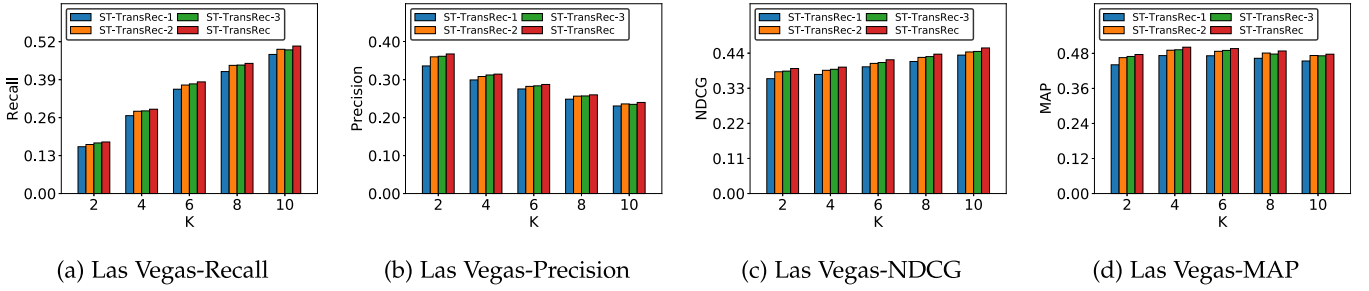 ST-TransRec-1 ST-TransRec-3
ST-TransRec-2 ST-TransRec
Recall
0.52
0.39
0.26
0.13
0.00
2 4 6 8 10
K
(a) Las Vegas-Recall
ST-TransRec-1 ST-TransRec-3
ST-TransRec-2 ST-TransRec
Precision
0.40
0.30
0.20
0.10
0.00
2 4 6 8 10
K
(b) Las Vegas-Precision
ST-TransRec-1 ST-TransRec-3
ST-TransRec-2 ST-TransRec
NDCG
0.44
0.33
0.22
0.11
0.00
2 4 6 8 10
K
(c) Las Vegas-NDCG
ST-TransRec-1 ST-TransRec-3
ST-TransRec-2 ST-TransRec
MAP
0.48
0.36
0.24
0.12
0.00
2 4 6 8 10
K
(d) Las Vegas-MAP